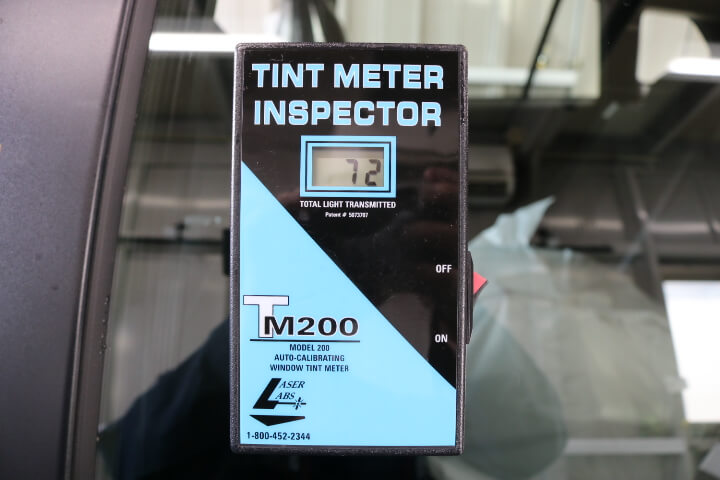 TINT METER
INSPECTOR
72
TOTAL LIGHT TRANSMITTED
Patent # 5073707
OFF
ON
TM200
MODEL 200
AUTO-CALIBRATING
WINDOW TINT METER
LASER
LABS
1-800-452-2344